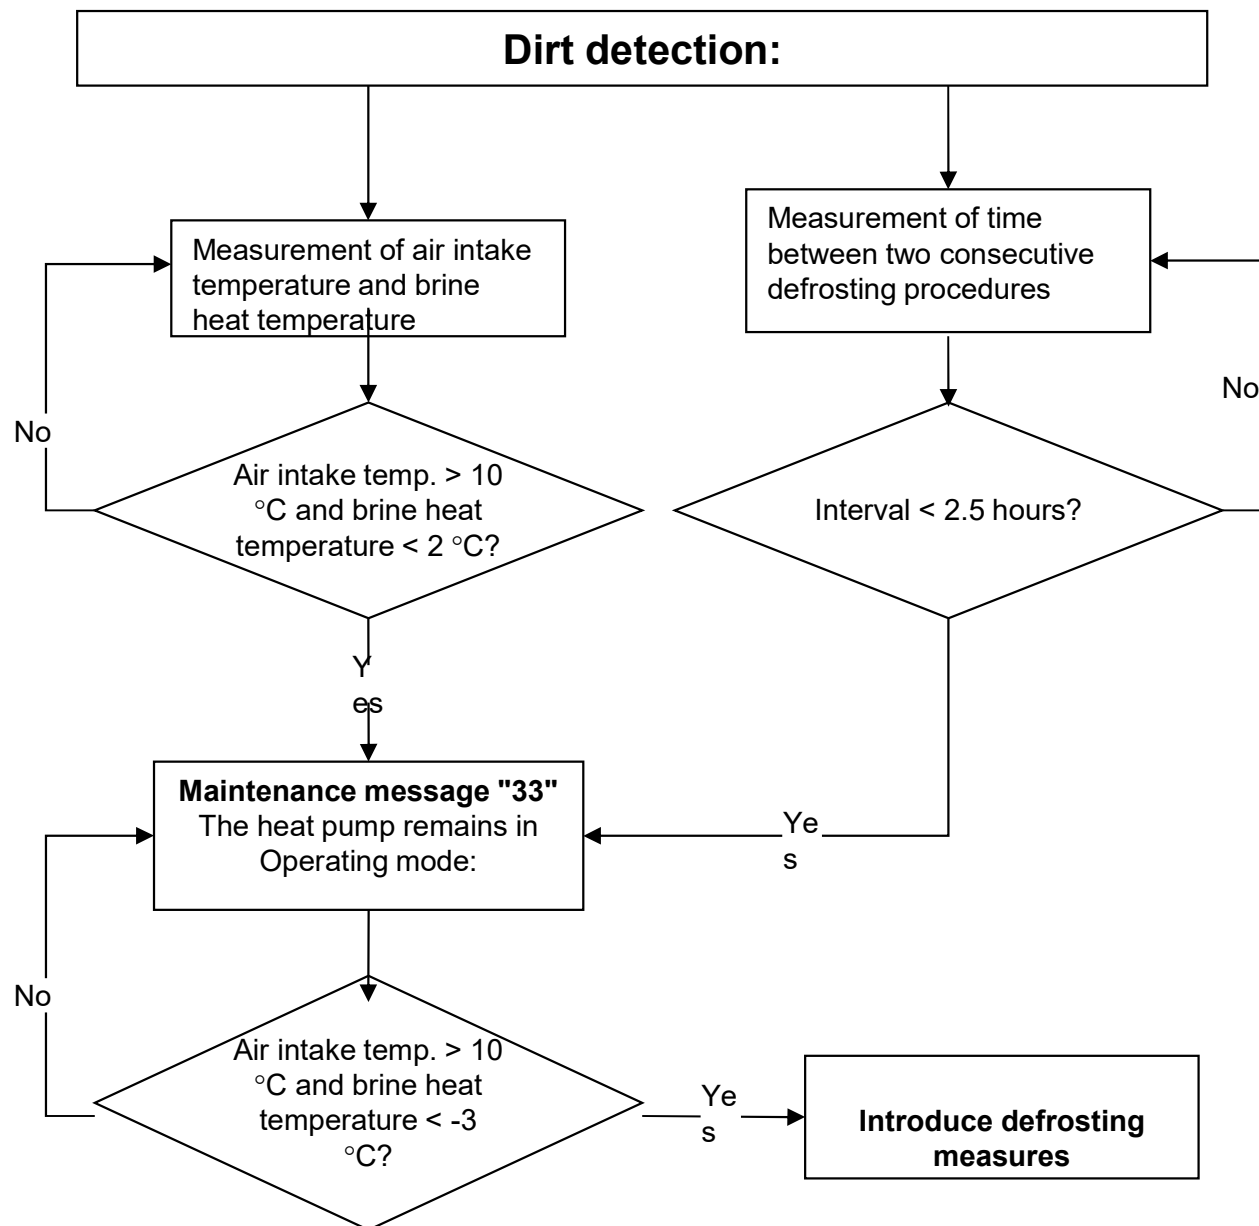 Dirt detection:
Measurement of air intake
temperature and brine
heat temperature
Measurement of time
between two consecutive
defrosting procedures
No
No
Air intake temp. > 10
°C and brine heat
temperature < 2 °C?
Interval < 2.5 hours?
Y
es
Maintenance message "33"
The heat pump remains in
Operating mode:
Ye
s
No
Air intake temp. > 10
°C and brine heat
temperature < -3
°C?
Ye
s
Introduce defrosting
measures